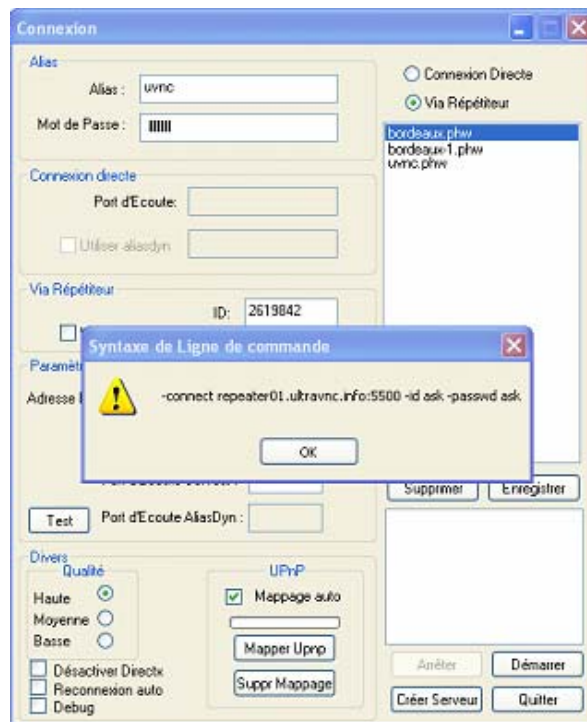 Connexion
Alias
Alias : uvnc
Mot de Passe :
Connexion Directe
Via Répétiteur
bordeaux.phw
bordeaux-1.phw
uvnc.phw
Connexion directe
Port d'Ecoute:
Utiliser aliasdyn
Via Répétiteur
ID: 2619842
Syntaxe de Ligne de commande
-connect repeater01.ultravnc.info:5500 -id ask -passwd ask
OK
Adresse
Supprimer Enregistrer
Test Port d'Ecoute AliasDyn :
Divers
Qualité
Haute
Moyenne
Basse
Désactiver Directx
Reconnexion auto
Debug
UPnP
Mappage auto
Mapper Upnp
Suppr Mappage
Arrêter Démarrer
Créer Serveur Quitter